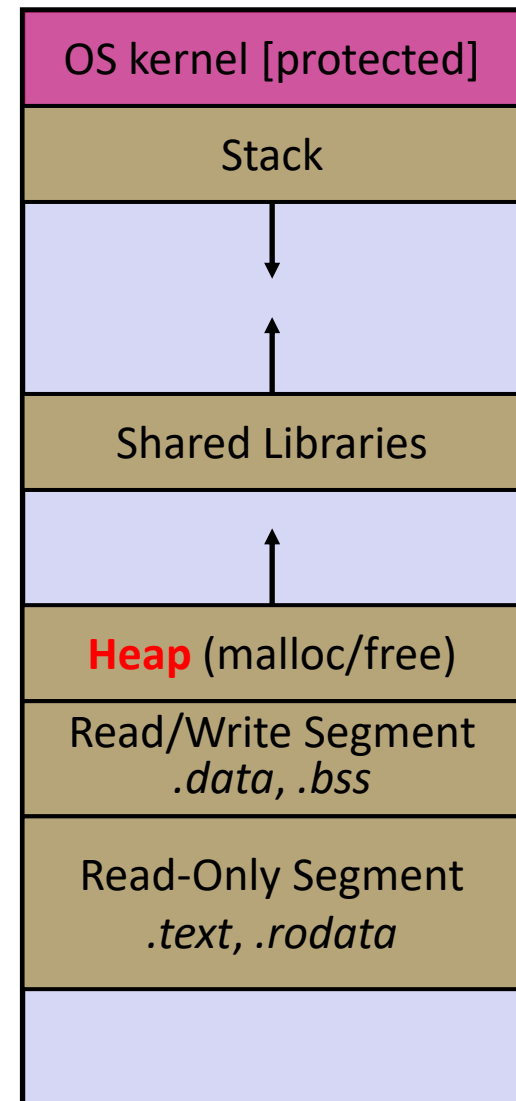 OS kernel [protected]
Stack
Shared Libraries
Heap (malloc/free)
Read/Write Segment
.data, .bss
Read-Only Segment
.text, .rodata